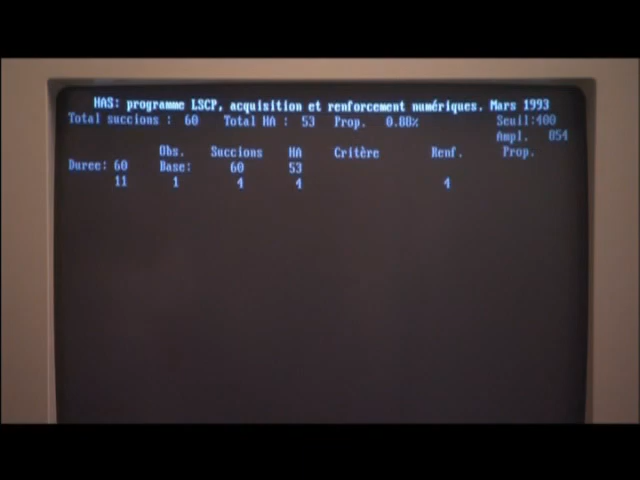 HAS: programme LSCP, acquisition et renforcement numériques. Mars 1993
Total succions : 60 Total HA : 53 Prop. 0.88% Seuil:400
Ampl. 054
Obs. Succions HA Critère Renf. Prop.
Duree: 60 Base: 60 53
11 1 4 4 4